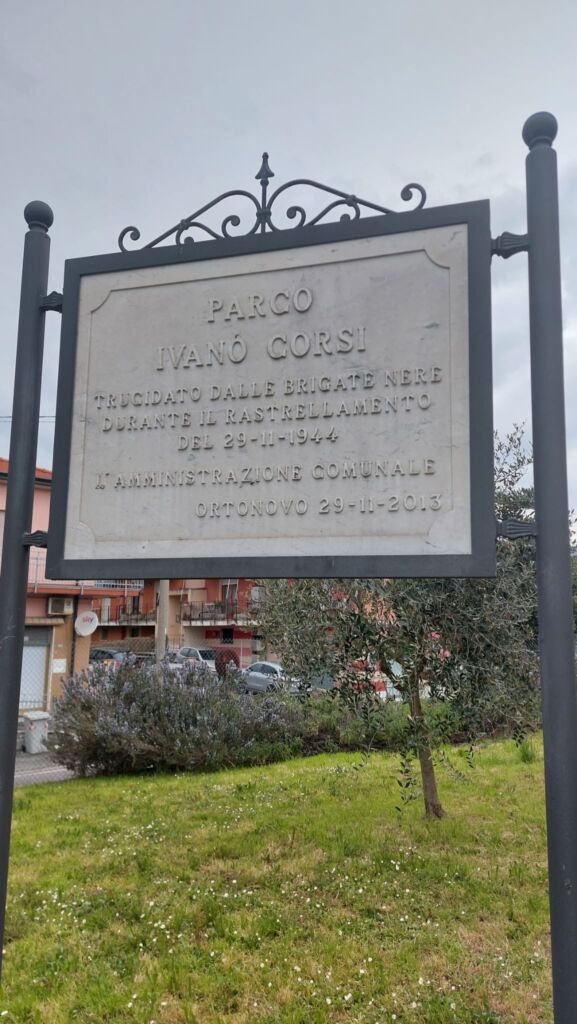 PARCO
IVANO CORSI
TRUCIDATO DALLE BRIGATE NERE
DURANTE IL RASTRELLAMENTO
DEL 29-11-1944
L'AMMINISTRAZIONE COMUNALE
ORTONOVO 29-11-2013
sky